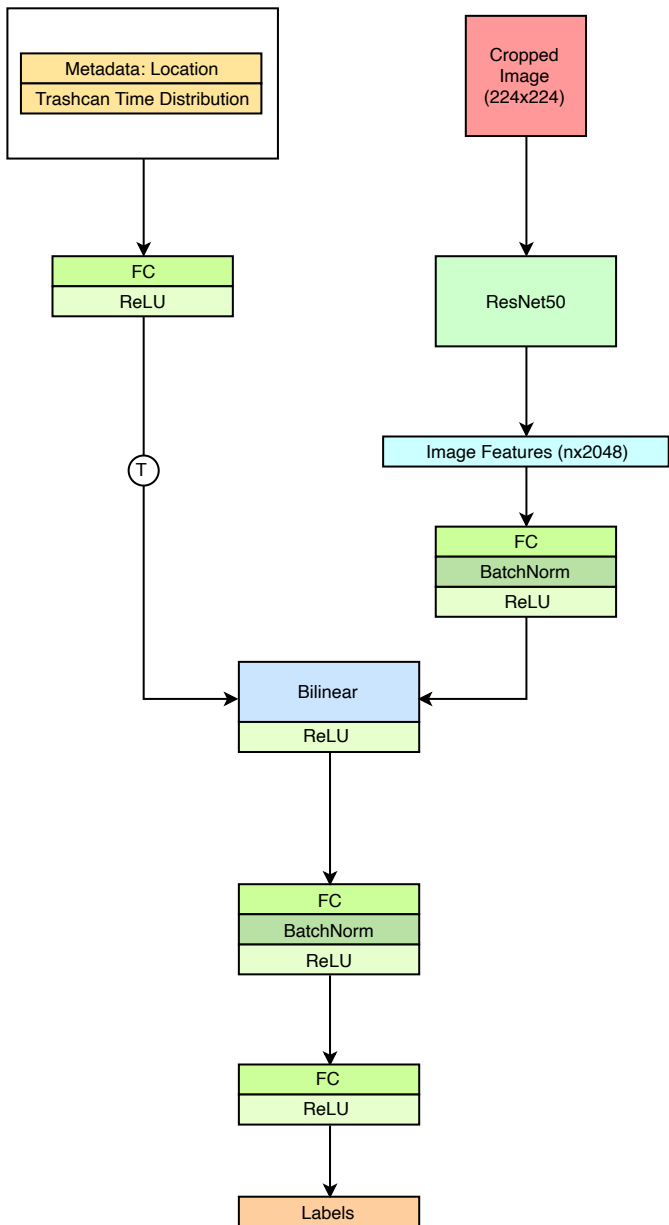 Metadata: Location
Trashcan Time Distribution
Cropped
Image
(224x224)
FC
ReLU
ResNet50
T
Image Features (nx2048)
FC
BatchNorm
ReLU
Bilinear
ReLU
FC
BatchNorm
ReLU
FC
ReLU
Labels